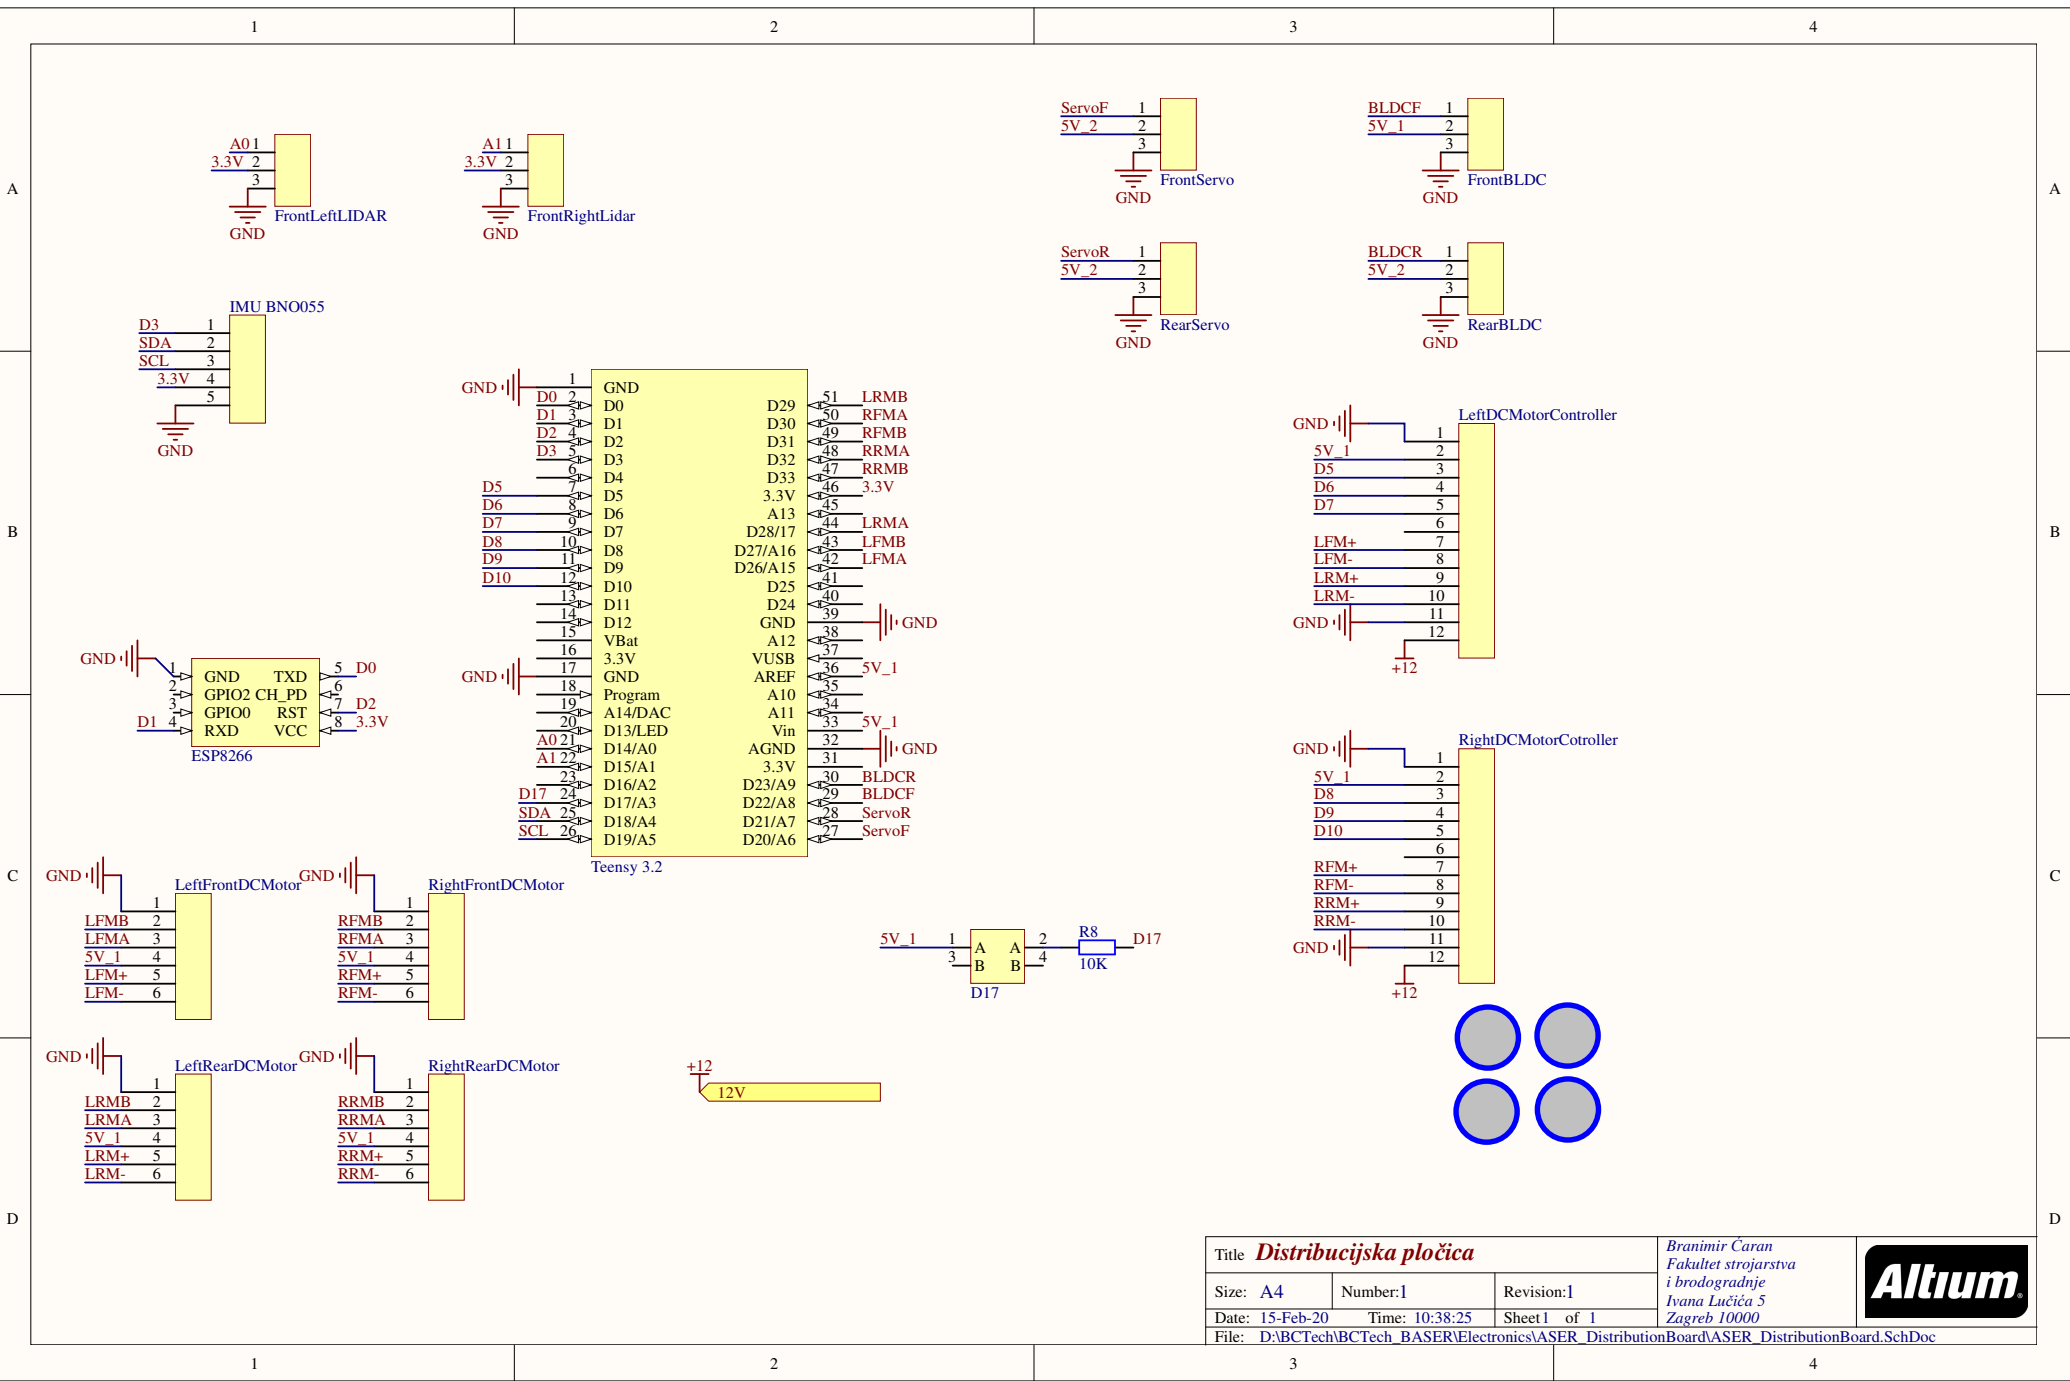 1 2 3 4
A A
B B
C C
D D
A0 1
3.3V 2
3
GND
FrontLeftLIDAR
A1 1
3.3V 2
3
GND
FrontRightLidar
ServoF 1
5V_2 2
3
GND
FrontServo
BLDCF 1
5V_1 2
3
GND
FrontBLDC
ServoR 1
5V_2 2
3
GND
RearServo
BLDCR 1
5V_2 2
3
GND
RearBLDC
IMU BNO055
D3 1
SDA 2
SCL 3
3.3V 4
5
GND
GND 1 GND
D0 2 D0
D1 3 D1
D2 4 D2
D3 5 D3
6 D4
D5 7 D5
D6 8 D6
D7 9 D7
D8 10 D8
D9 11 D9
D10 12 D10
13 D11
14 D12
15 VBat
16 3.3V
GND 17 GND
18 Program
19 A14/DAC
20 D13/LED
A0 21 D14/A0
A1 22 D15/A1
23 D16/A2
D17 24 D17/A3
SDA 25 D18/A4
SCL 26 D19/A5
D29 51 LRMB
D30 50 RFMA
D31 49 RFMB
D32 48 RRMA
D33 47 RRMB
3.3V 46 3.3V
A13 45
D28/17 44 LRMA
D27/A16 43 LFMB
D26/A15 42 LFMA
D25 41
D24 40
GND 39 GND
A12 38
VUSB 37
AREF 36 5V_1
A10 35
A11 34
Vin 33 5V_1
AGND 32 GND
3.3V 31
D23/A9 30 BLDCR
D22/A8 29 BLDCF
D21/A7 28 ServoR
D20/A6 27 ServoF
Teensy 3.2
GND 1 GND TXD 5 D0
2 GPIO2 CH_PD 6
3 GPIO0 RST 7 D2
D1 4 RXD VCC 8 3.3V
ESP8266
LeftDCMotorController
GND 1
5V_1 2
D5 3
D6 4
D7 5
6
LFM+ 7
LFM- 8
LRM+ 9
LRM- 10
GND 11
12
+12
RightDCMotorCotroller
GND 1
5V_1 2
D8 3
D9 4
D10 5
6
RFM+ 7
RFM- 8
RRM+ 9
RRM- 10
GND 11
12
+12
GND LeftFrontDCMotor
1
LFMB 2
LFMA 3
5V_1 4
LFM+ 5
LFM- 6
GND RightFrontDCMotor
1
RFMB 2
RFMA 3
5V_1 4
RFM+ 5
RFM- 6
GND LeftRearDCMotor
1
LRMB 2
LRMA 3
5V_1 4
LRM+ 5
LRM- 6
GND RightRearDCMotor
1
RRMB 2
RRMA 3
5V_1 4
RRM+ 5
RRM- 6
5V_1 1 A A 2 R8 D17
3 B B 4 10K
D17
+12
12V
Title Distribucijska pločica
Size: A4 Number:1 Revision:1
Date: 15-Feb-20 Time: 10:38:25 Sheet1 of 1
File: D:\BCTech\BCTech_BASER\Electronics\ASER_DistributionBoard\ASER_DistributionBoard.SchDoc
Branimir Ćaran
Fakultet strojarstva
i brodogradnje
Ivana Lučića 5
Zagreb 10000
Altium.
1 2 3 4